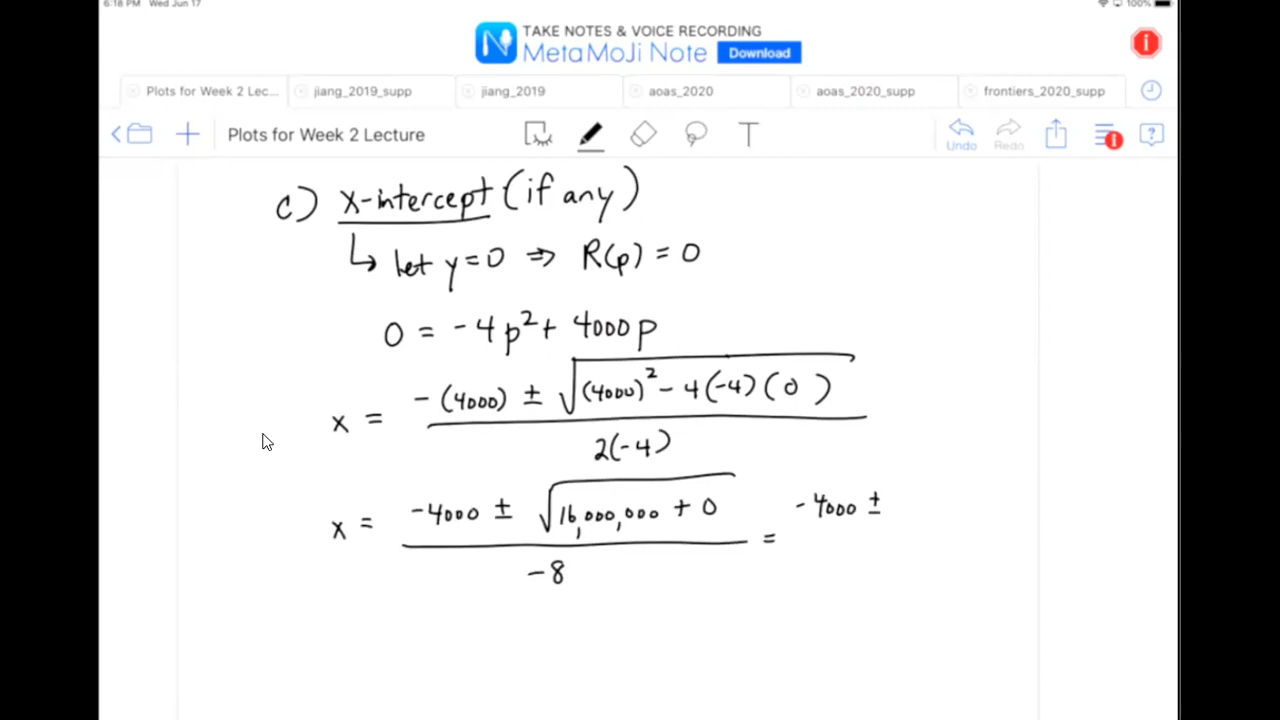 6:18 PM Wed Jun 17 100%
TAKE NOTES & VOICE RECORDING
MetaMoJi Note Download
Plots for Week 2 Lec... jiang_2019_supp jiang_2019 aoas_2020 aoas_2020_supp frontiers_2020_supp
Plots for Week 2 Lecture T Undo Redo
c) x-intercept (if any)
↳ let y=0 ⇒ R(p) = 0
0 = -4p² + 4000p
x = (-(4000) ± √((4000)² - 4(-4)(0))) / 2(-4)
x = (-4000 ± √(16,000,000 + 0)) / -8 = -4000 ±